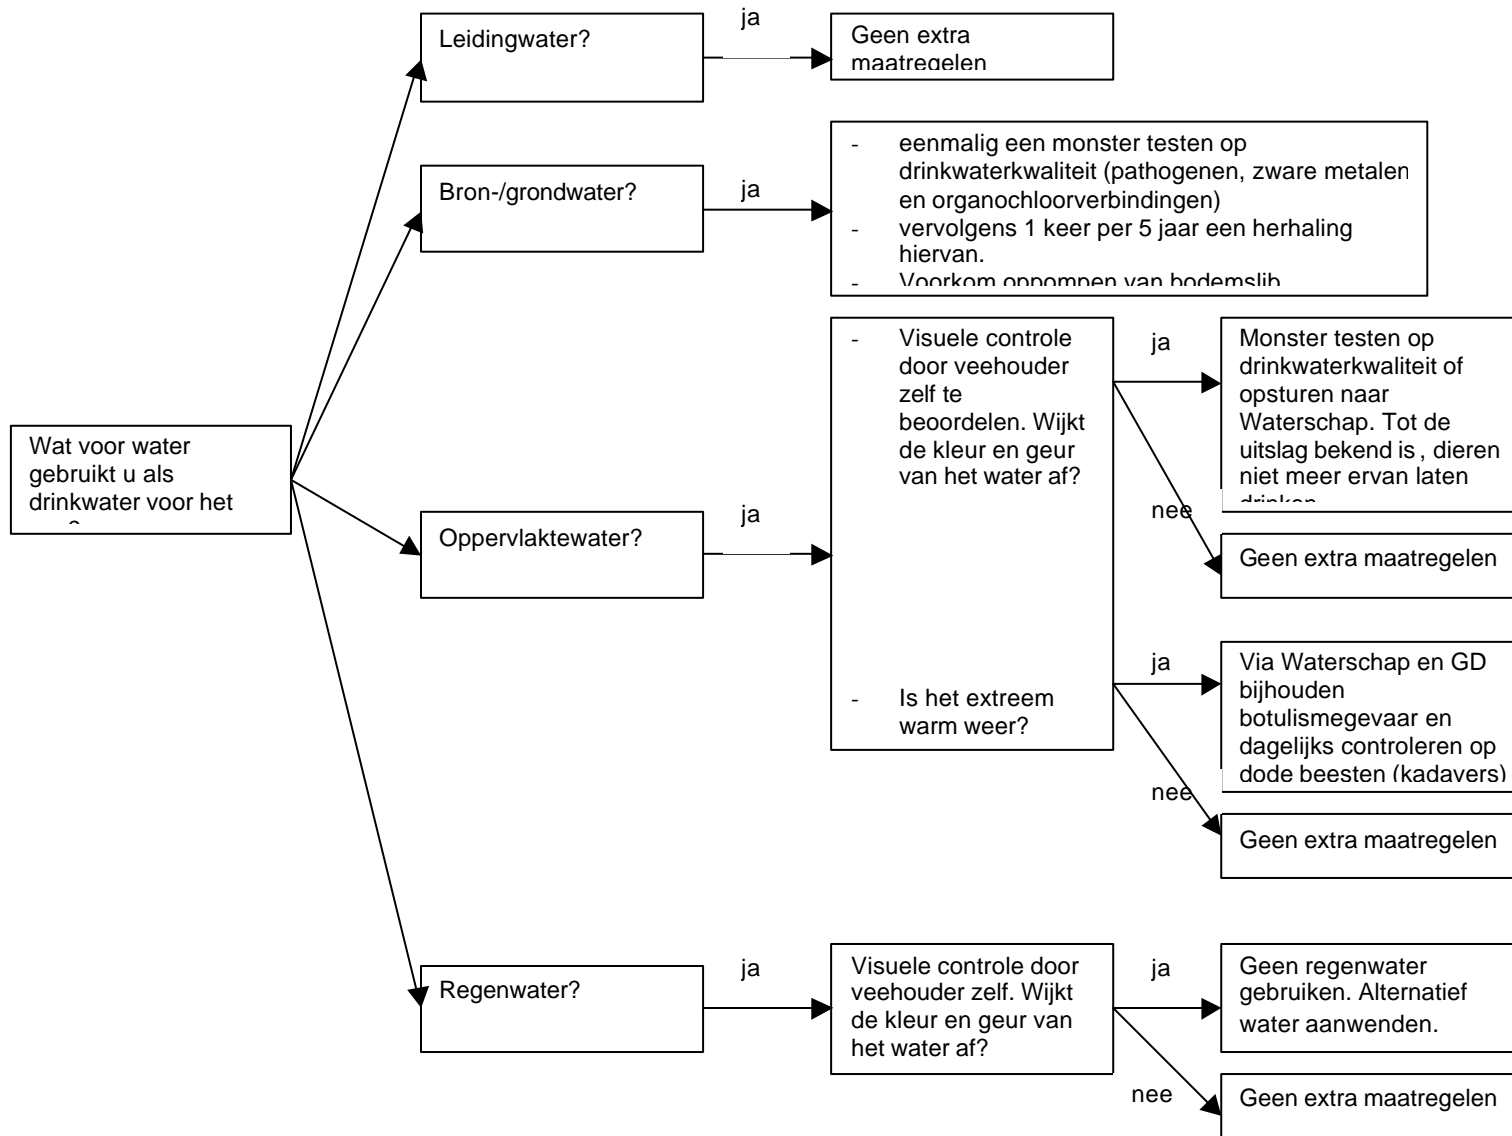 Wat voor water
gebruikt u als
drinkwater voor het
Leidingwater?
ja
Geen extra
maatregelen
Bron-/grondwater?
ja
- eenmalig een monster testen op
drinkwaterkwaliteit (pathogenen, zware metalen
en organochloorverbindingen)
- vervolgens 1 keer per 5 jaar een herhaling
hiervan.
- Voorkom oppompen van bodemslib
Oppervlaktewater?
ja
- Visuele controle
door veehouder
zelf te
beoordelen. Wijkt
de kleur en geur
van het water af?
ja
Monster testen op
drinkwaterkwaliteit of
opsturen naar
Waterschap. Tot de
uitslag bekend is, dieren
niet meer ervan laten
drinken
nee
Geen extra maatregelen
- Is het extreem
warm weer?
ja
Via Waterschap en GD
bijhouden
botulismegevaar en
dagelijks controleren op
dode beesten (kadavers)
nee
Geen extra maatregelen
Regenwater?
ja
Visuele controle door
veehouder zelf. Wijkt
de kleur en geur van
het water af?
ja
Geen regenwater
gebruiken. Alternatief
water aanwenden.
nee
Geen extra maatregelen